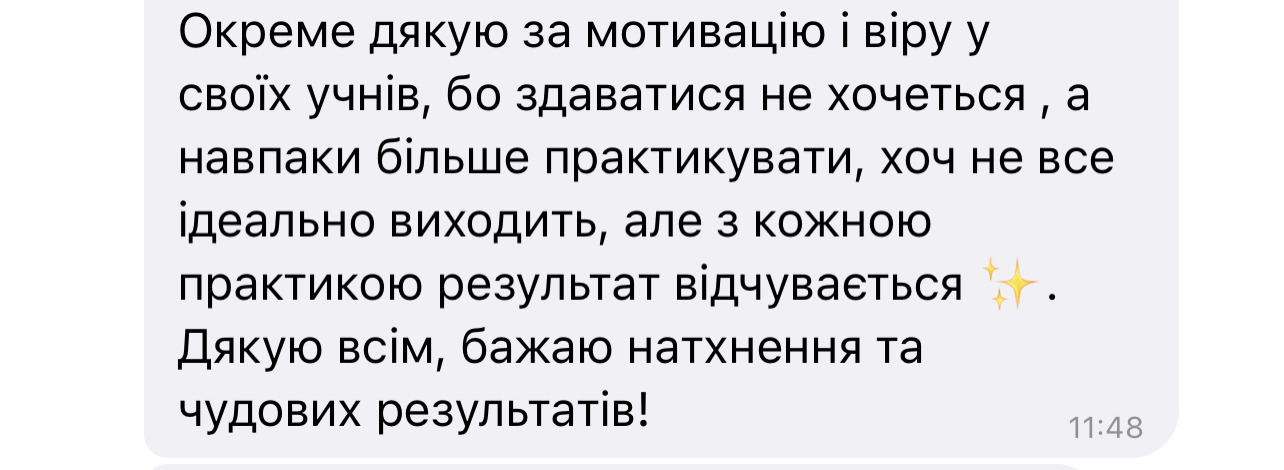 Окреме дякую за мотивацію і віру у
своїх учнів, бо здаватися не хочеться , а
навпаки більше практикувати, хоч не все
ідеально виходить, але з кожною
практикою результат відчувається ✨ .
Дякую всім, бажаю натхнення та
чудових результатів!
11:48